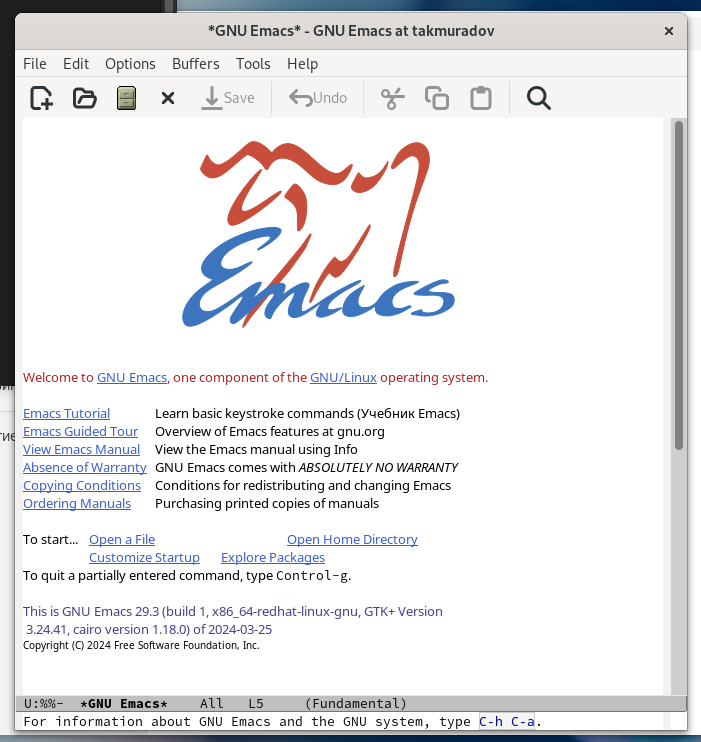 *GNU Emacs* - GNU Emacs at takmuradov
File Edit Options Buffers Tools Help
Save Undo
Emacs
Welcome to GNU Emacs, one component of the GNU/Linux operating system.
Emacs Tutorial Learn basic keystroke commands (Учебник Emacs)
Emacs Guided Tour Overview of Emacs features at gnu.org
View Emacs Manual View the Emacs manual using Info
Absence of Warranty GNU Emacs comes with ABSOLUTELY NO WARRANTY
Copying Conditions Conditions for redistributing and changing Emacs
Ordering Manuals Purchasing printed copies of manuals
To start... Open a File Open Home Directory
Customize Startup Explore Packages
To quit a partially entered command, type Control-g.
This is GNU Emacs 29.3 (build 1, x86_64-redhat-linux-gnu, GTK+ Version
3.24.41, cairo version 1.18.0) of 2024-03-25
Copyright (C) 2024 Free Software Foundation, Inc.
U:%%- *GNU Emacs* All L5 (Fundamental)
For information about GNU Emacs and the GNU system, type C-h C-a.